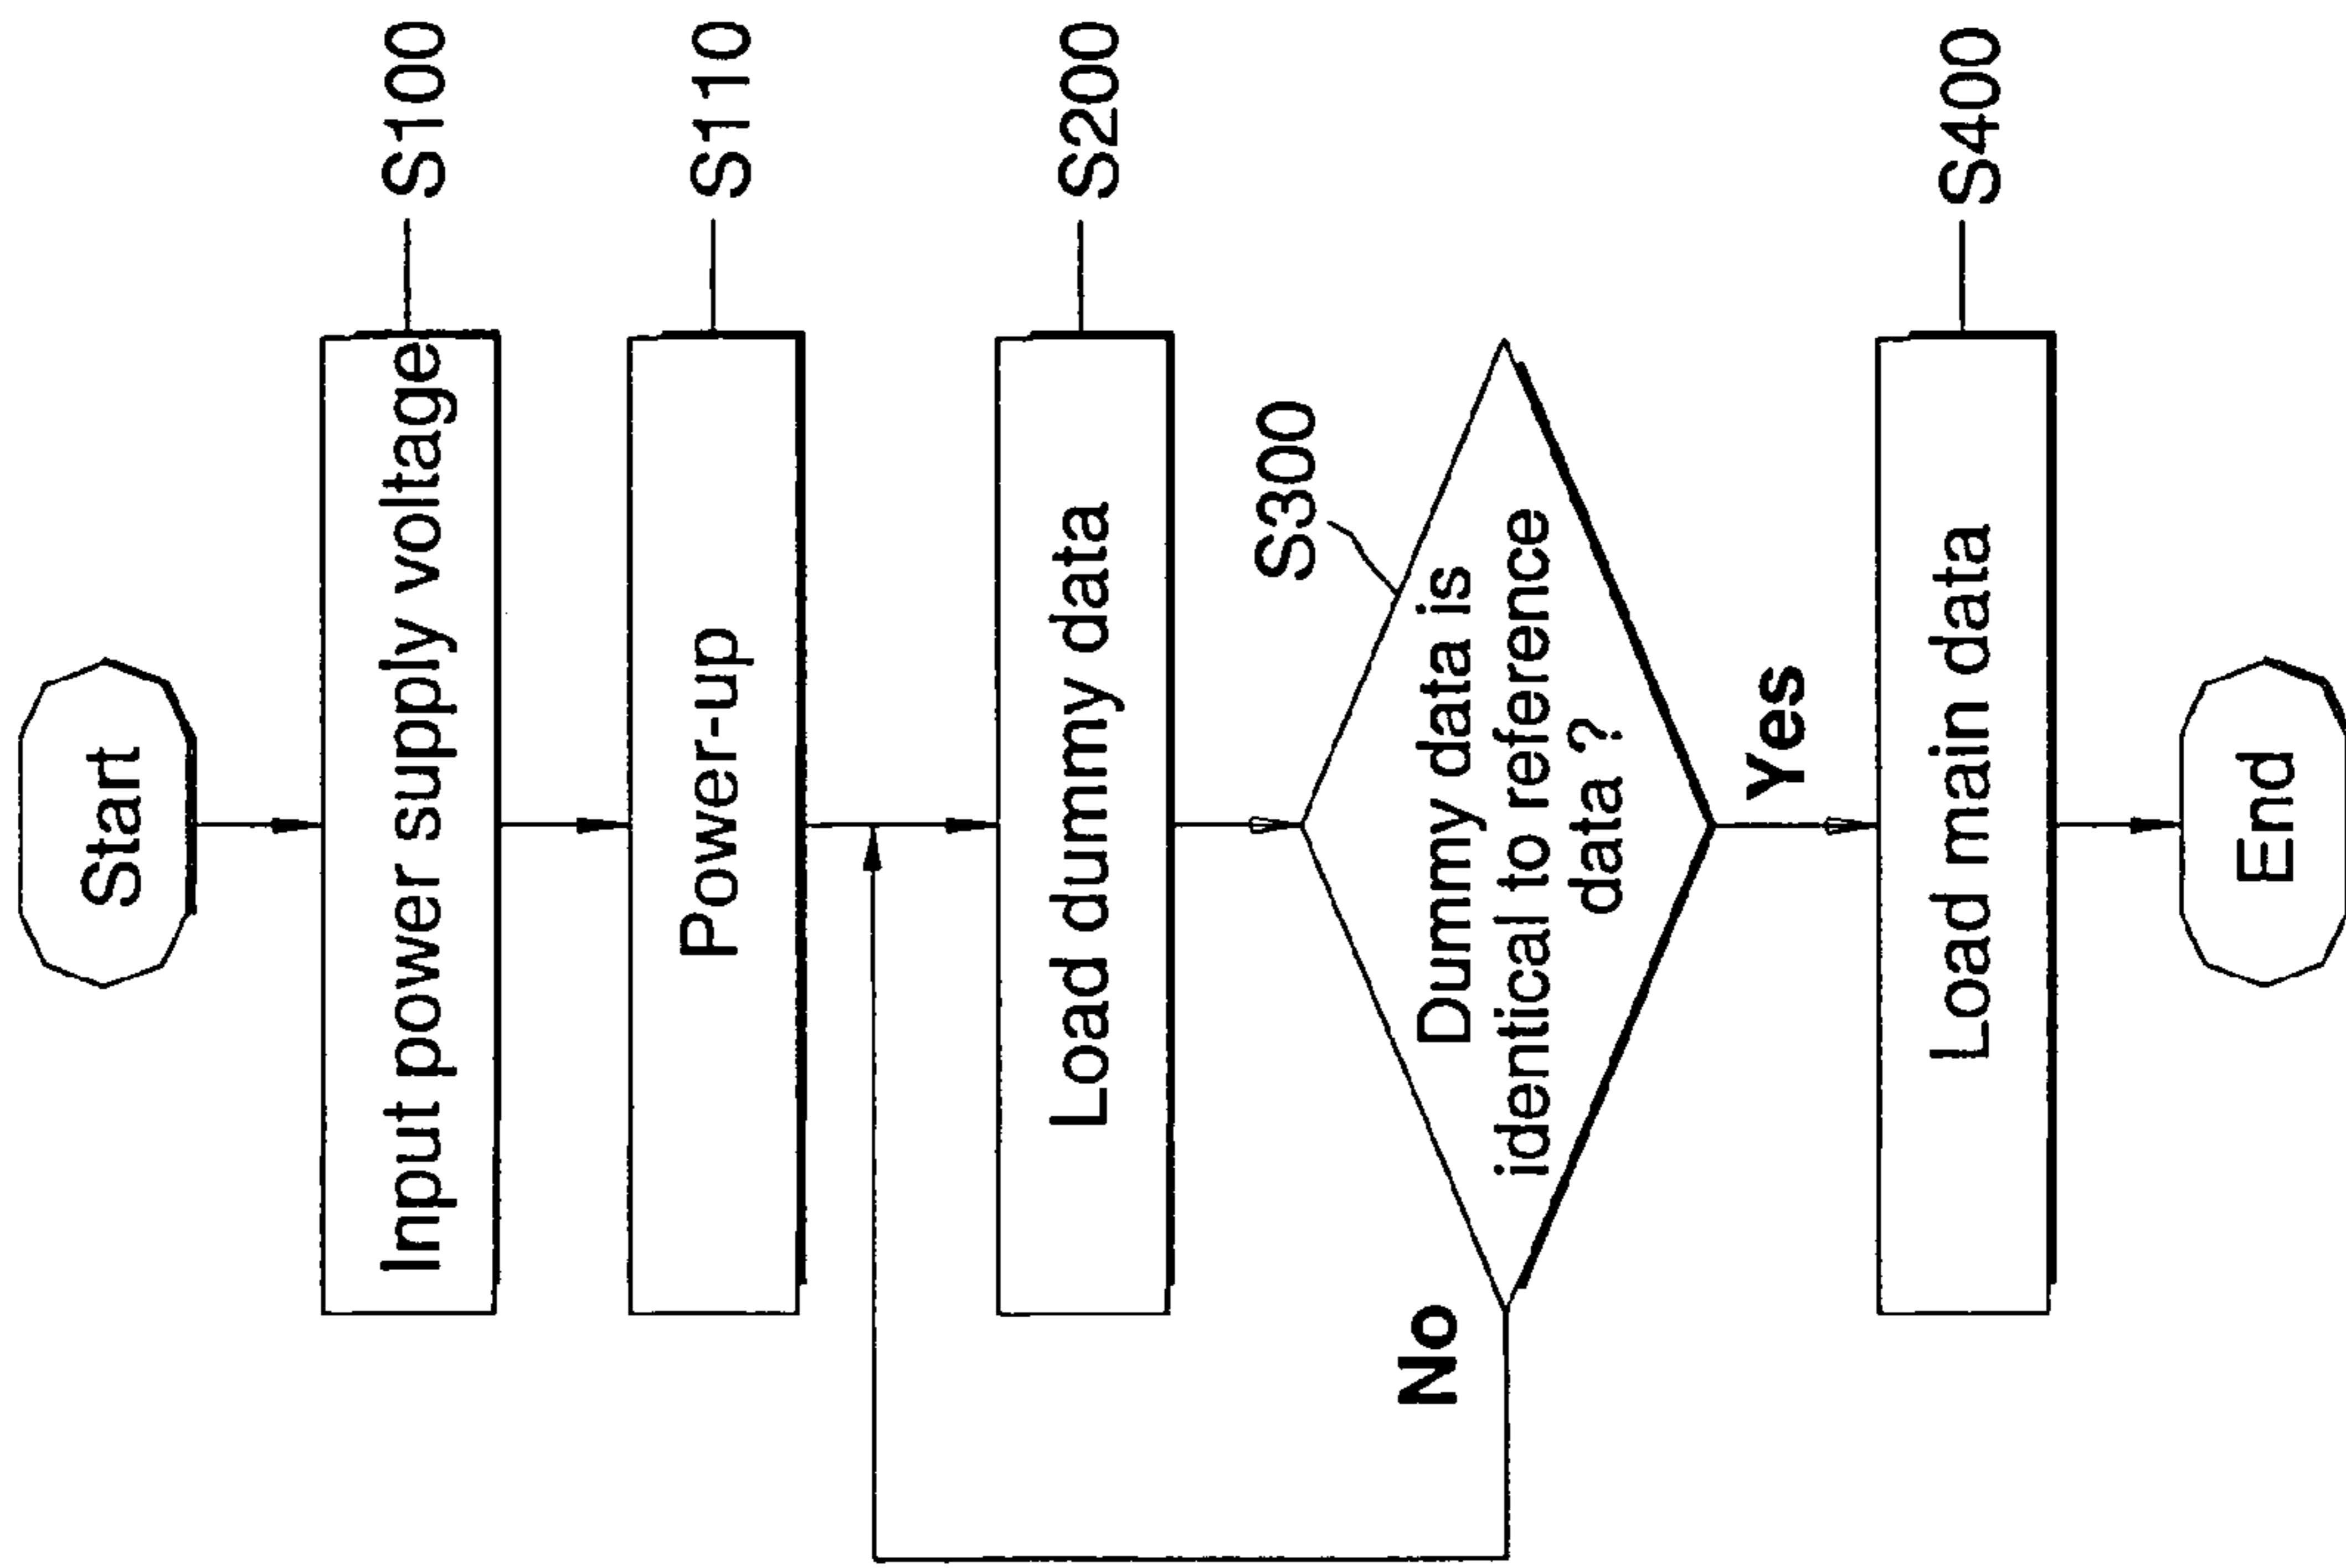 Start
Input power supply voltage
S100
Power-up
S110
Load dummy data
S200
S300
Dummy data is
identical to reference
data ?
No
Yes
Load main data
S400
End